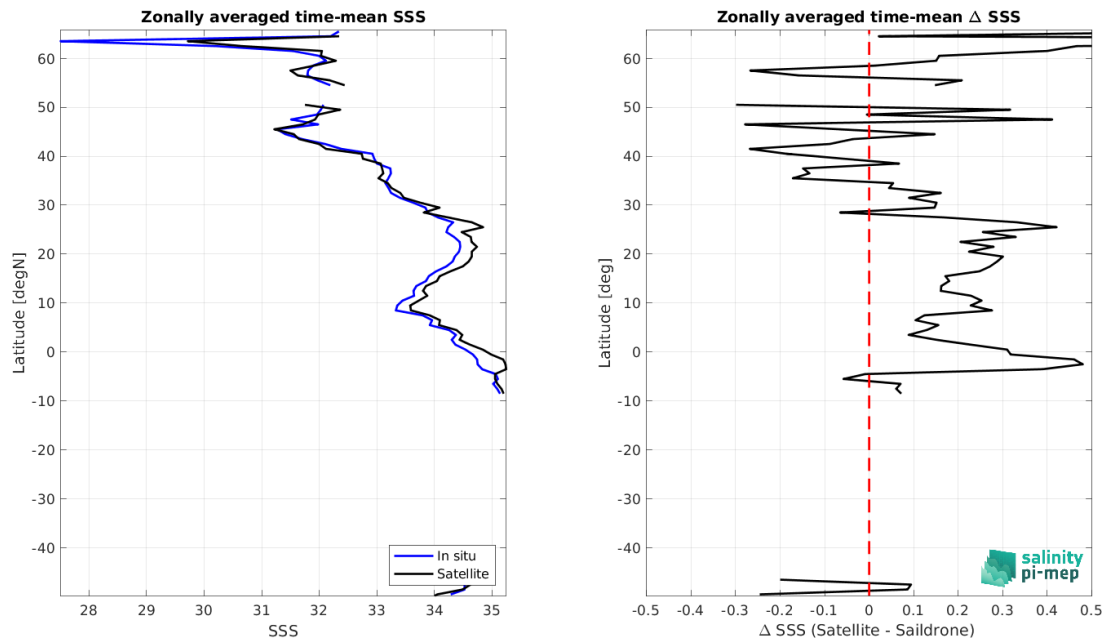 Zonally averaged time-mean SSS
60
50
40
30
20
10
0
-10
-20
-30
-40
Latitude [degN]
28 29 30 31 32 33 34 35
SSS
In situ
Satellite
Zonally averaged time-mean Δ SSS
60
50
40
30
20
10
0
-10
-20
-30
-40
Latitude [deg]
-0.5 -0.4 -0.3 -0.2 -0.1 0 0.1 0.2 0.3 0.4 0.5
Δ SSS (Satellite - Saildrone)
salinity
pi-mep